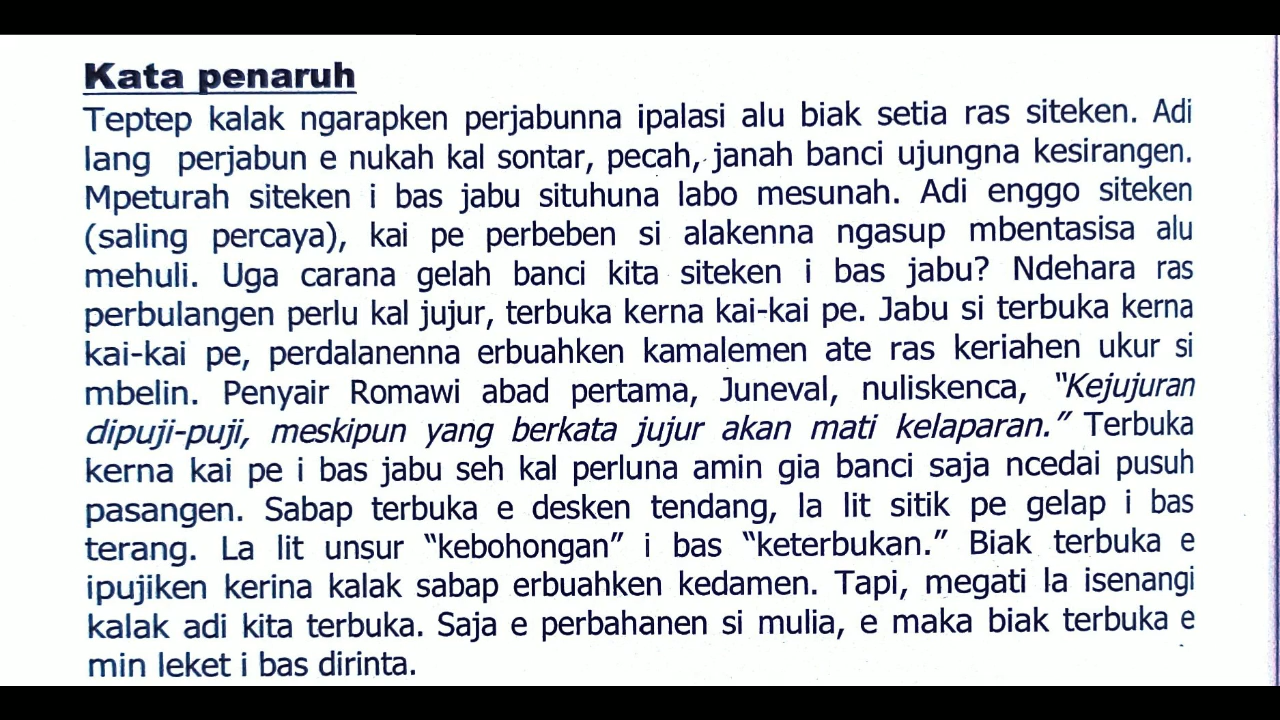 Kata penaruh
Teptep kalak ngarapken perjabunna ipalasi alu biak setia ras siteken. Adi
lang perjabun e nukah kal sontar, pecah, janah banci ujungna kesirangen.
Mpeturah siteken i bas jabu situhuna labo mesunah. Adi enggo siteken
(saling percaya), kai pe perbeben si alakenna ngasup mbentasisa alu
mehuli. Uga carana gelah banci kita siteken i bas jabu? Ndehara ras
perbulangen perlu kal jujur, terbuka kerna kai-kai pe. Jabu si terbuka kerna
kai-kai pe, perdalanenna erbuahken kamalemen ate ras keriahen ukur si
mbelin. Penyair Romawi abad pertama, Juneval, nuliskenca, “Kejujuran
dipuji-puji, meskipun yang berkata jujur akan mati kelaparan.” Terbuka
kerna kai pe i bas jabu seh kal perluna amin gia banci saja ncedai pusuh
pasangen. Sabap terbuka e desken tendang, la lit sitik pe gelap i bas
terang. La lit unsur “kebohongan” i bas “keterbukan.” Biak terbuka e
ipujiken kerina kalak sabap erbuahken kedamen. Tapi, megati la isenangi
kalak adi kita terbuka. Saja e perbahanen si mulia, e maka biak terbuka e
min leket i bas dirinta.